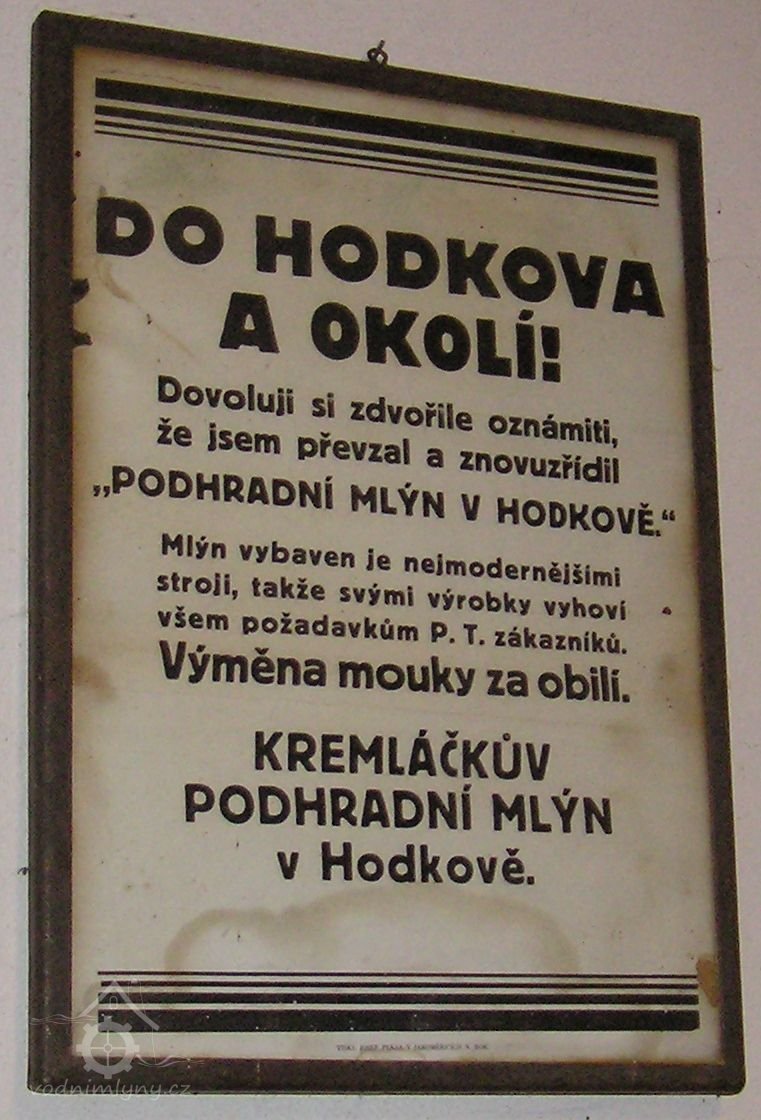 DO HODKOVA
A OKOLÍ!
Dovoluji si zdvořile oznámiti,
že jsem převzal a znovuzřídil
„PODHRADNÍ MLÝN V HODKOVĚ.“
Mlýn vybaven je nejmodernějšími
stroji, takže svými výrobky vyhoví
všem požadavkům P. T. zákazníků.
Výměna mouky za obilí.
KREMLÁČKŮV
PODHRADNÍ MLÝN
v Hodkově.
vodnimlyny.cz